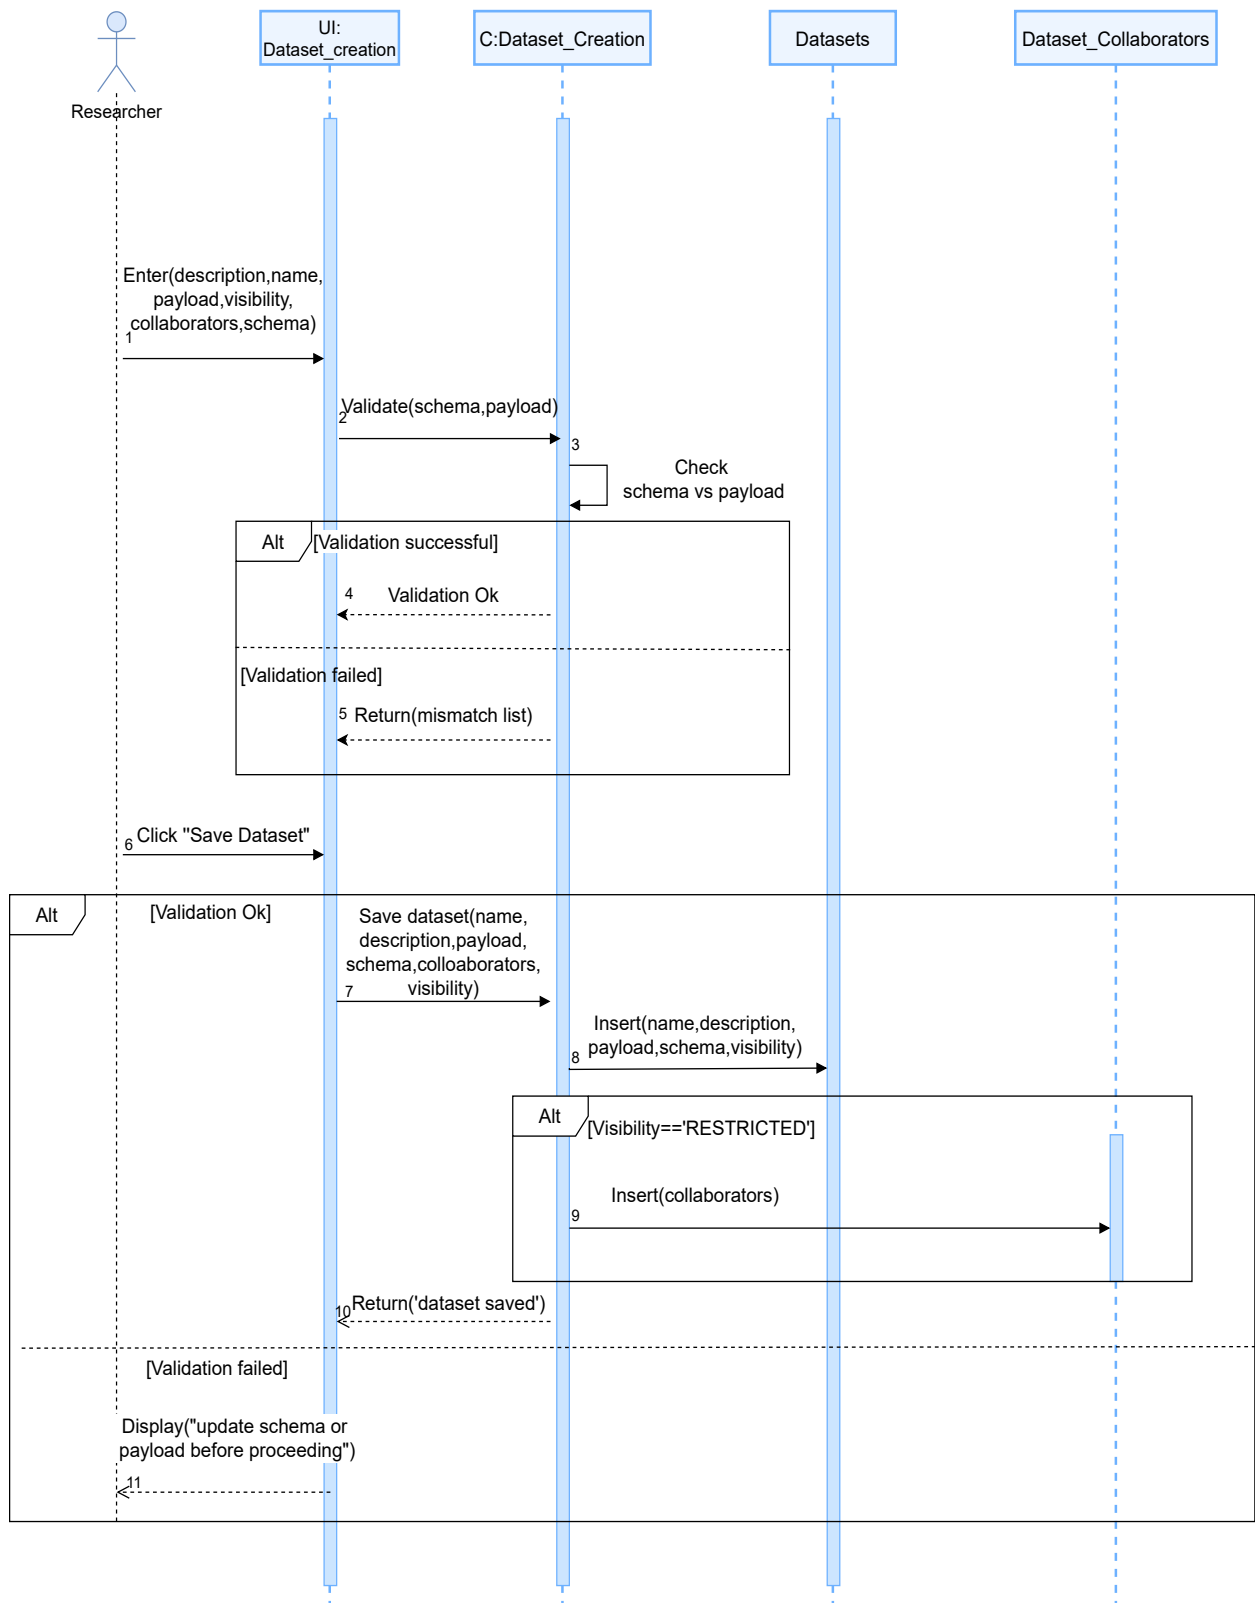 Researcher
UI:
Dataset_creation
C:Dataset_Creation
Datasets
Dataset_Collaborators
Enter(description,name,
payload,visibility,
collaborators,schema)
1
Validate(schema,payload)
2
3
Check
schema vs payload
Alt
[Validation successful]
4
Validation Ok
[Validation failed]
5
Return(mismatch list)
6
Click "Save Dataset"
Alt
[Validation Ok]
Save dataset(name,
description,payload,
schema,colloaborators,
visibility)
7
Insert(name,description,
payload,schema,visibility)
8
Alt
[Visibility=='RESTRICTED']
Insert(collaborators)
9
10
Return('dataset saved')
[Validation failed]
Display("update schema or
payload before proceeding")
11